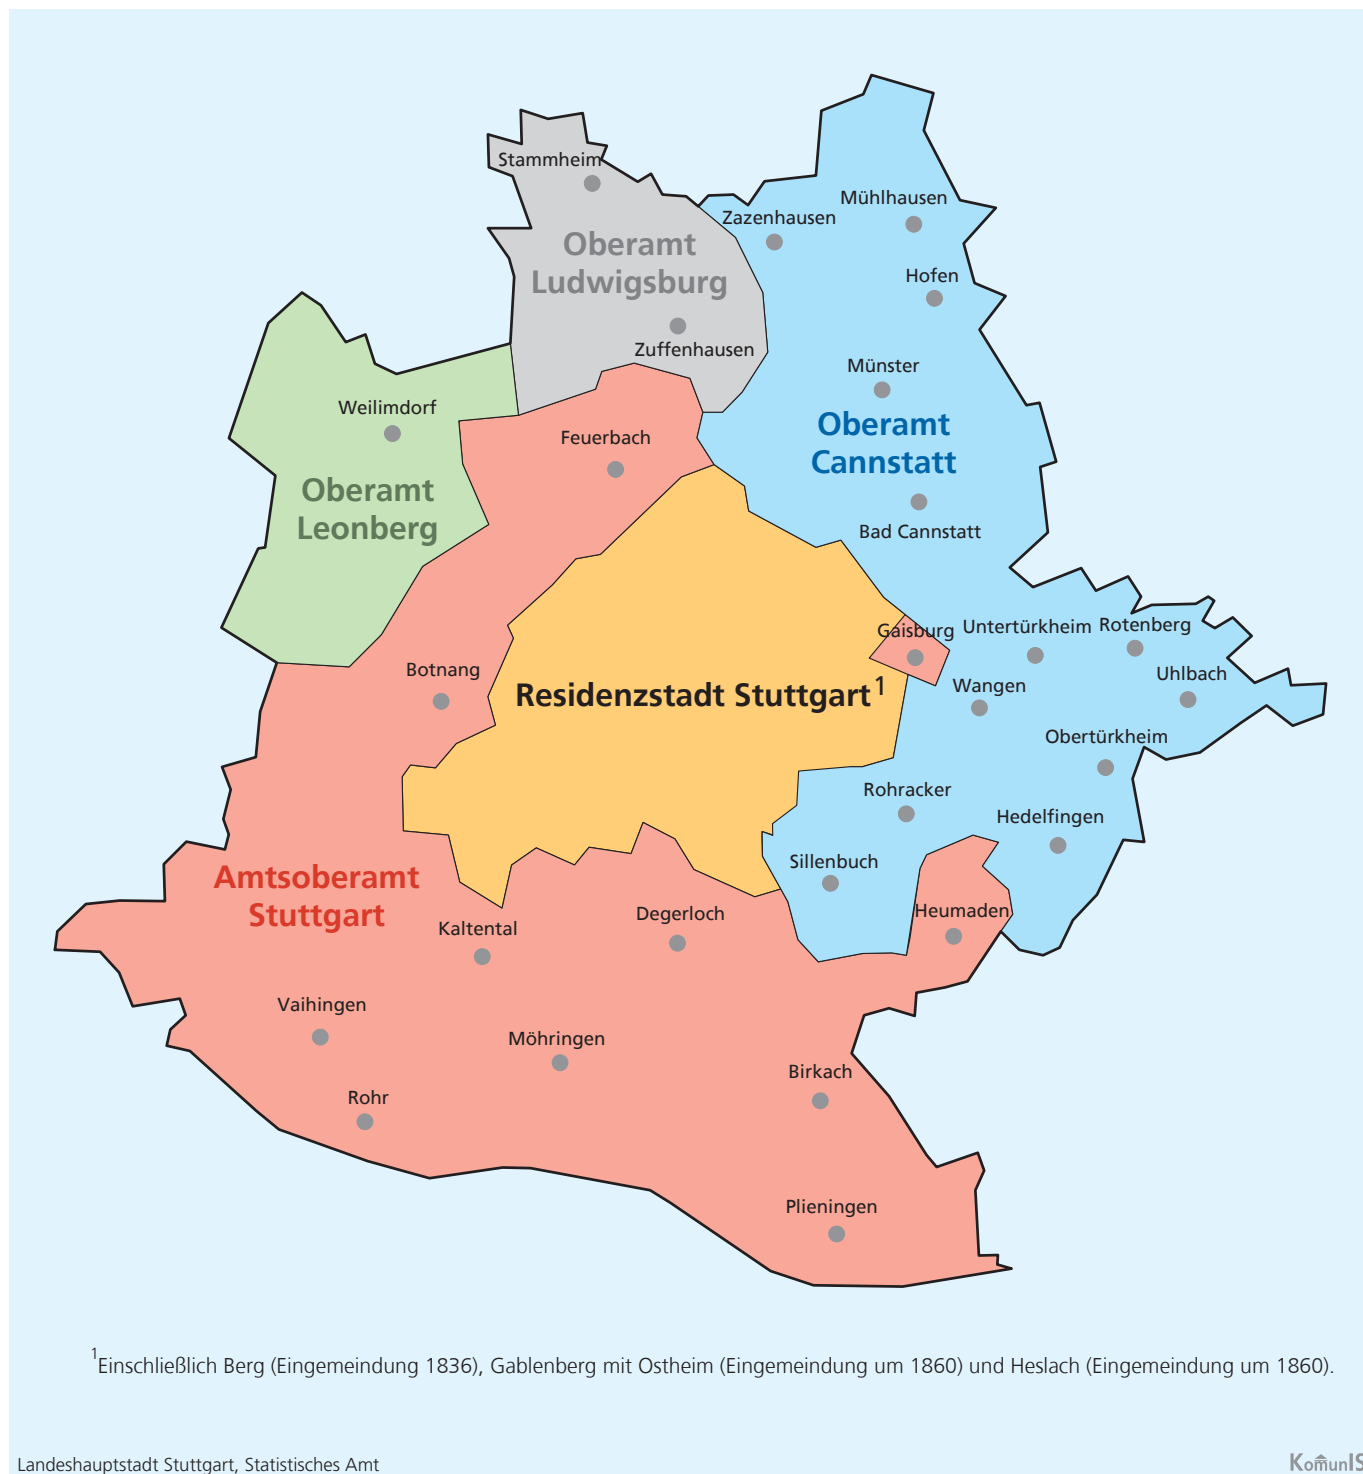 Stammheim
Mühlhausen
Zazenhausen
Oberamt
Ludwigsburg
Hofen
Zuffenhausen
Münster
Weilimdorf
Oberamt
Cannstatt
Feuerbach
Oberamt
Leonberg
Bad Cannstatt
Gaisburg
Untertürkheim
Rotenberg
Botnang
Uhlbach
Wangen
Residenzstadt Stuttgart1
Obertürkheim
Rohracker
Hedelfingen
Sillenbuch
Amtsoberamt
Stuttgart
Heumaden
Degerloch
Kaltental
Vaihingen
Möhringen
Birkach
Rohr
Plieningen
1Einschließlich Berg (Eingemeindung 1836), Gablenberg mit Ostheim (Eingemeindung um 1860) und Heslach (Eingemeindung um 1860).
Landeshauptstadt Stuttgart, Statistisches Amt
KomunIS